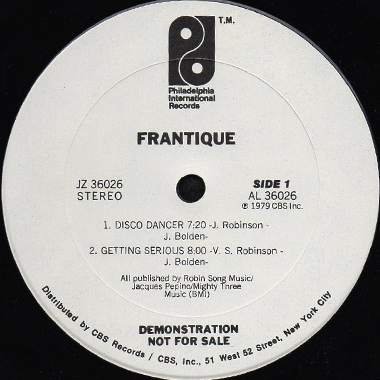 T.M.
Philadelphia
International
Records
FRANTIQUE
JZ 36026
STEREO
SIDE 1
AL 36026
℗ 1979 CBS Inc.
1. DISCO DANCER 7:20 -J. Robinson -
J. Bolden-
2. GETTING SERIOUS 8:00 -V. S. Robinson -
J. Bolden-
All published by Robin Song Music/
Jacques Pepino/Mighty Three
Music (BMI)
DEMONSTRATION
NOT FOR SALE
Distributed by CBS Records / CBS, Inc., 51 West 52 Street, New York City